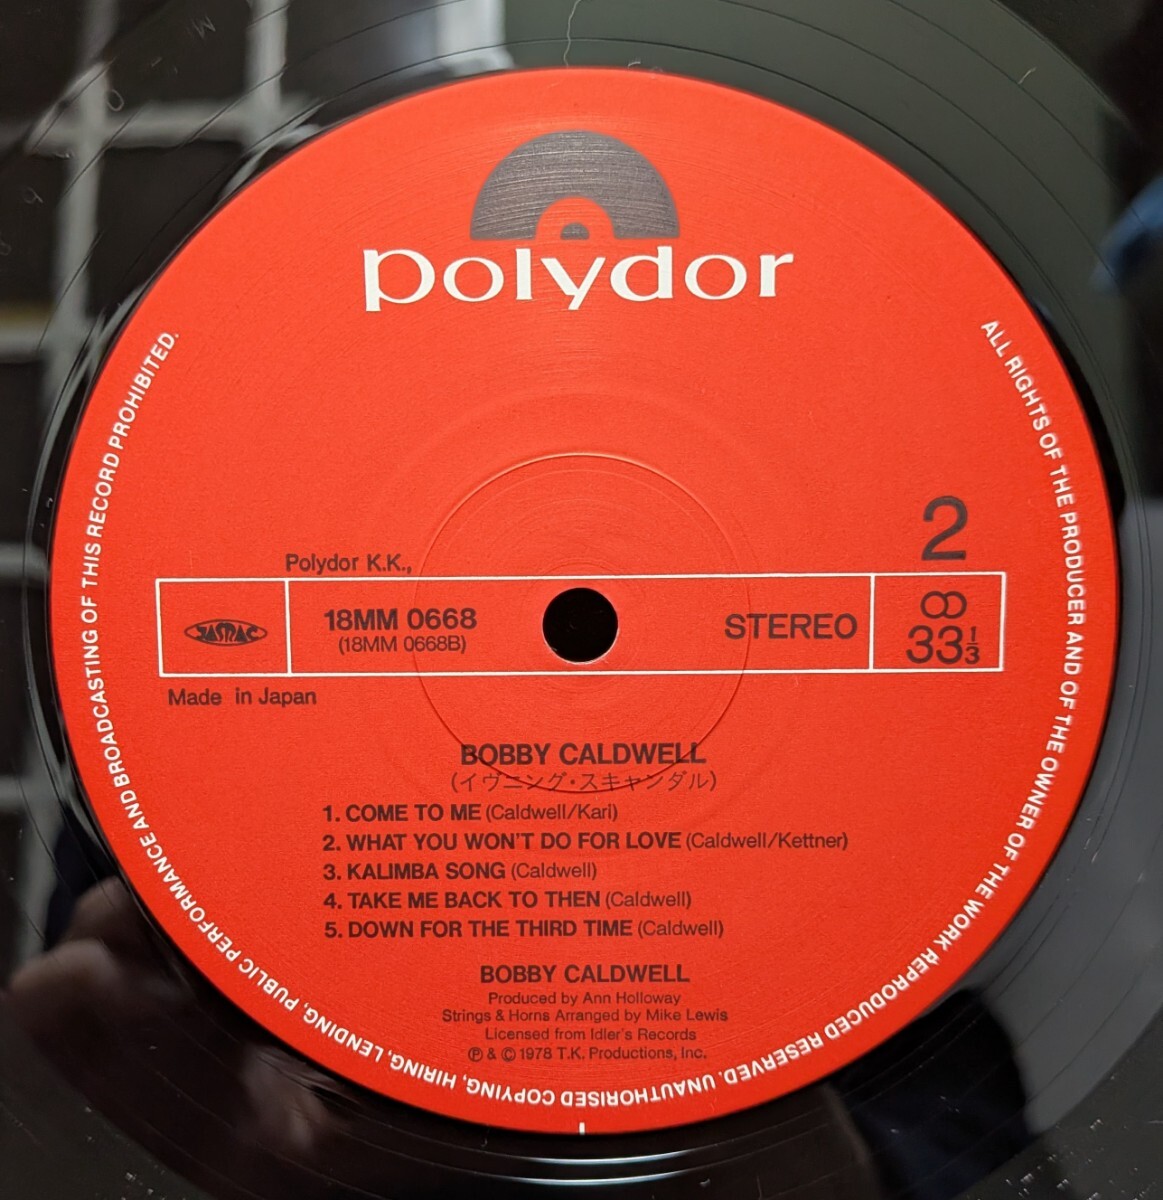 polydor
2
Polydor K.K.,
JASRAC
18MM 0668
(18MM 0668B)
STEREO
33⅓
Made in Japan
BOBBY CALDWELL
(イヴニング・スキャンダル)
1. COME TO ME (Caldwell/Kari)
2. WHAT YOU WON'T DO FOR LOVE (Caldwell/Kettner)
3. KALIMBA SONG (Caldwell)
4. TAKE ME BACK TO THEN (Caldwell)
5. DOWN FOR THE THIRD TIME (Caldwell)
BOBBY CALDWELL
Produced by Ann Holloway
Strings & Horns Arranged by Mike Lewis
Licensed from Idler's Records
℗ & © 1978 T.K. Productions, Inc.
ALL RIGHTS OF THE PRODUCER AND OF THE OWNER OF THE WORK REPRODUCED RESERVED. UNAUTHORISED COPYING, HIRING, LENDING, PUBLIC PERFORMANCE AND BROADCASTING OF THIS RECORD PROHIBITED.